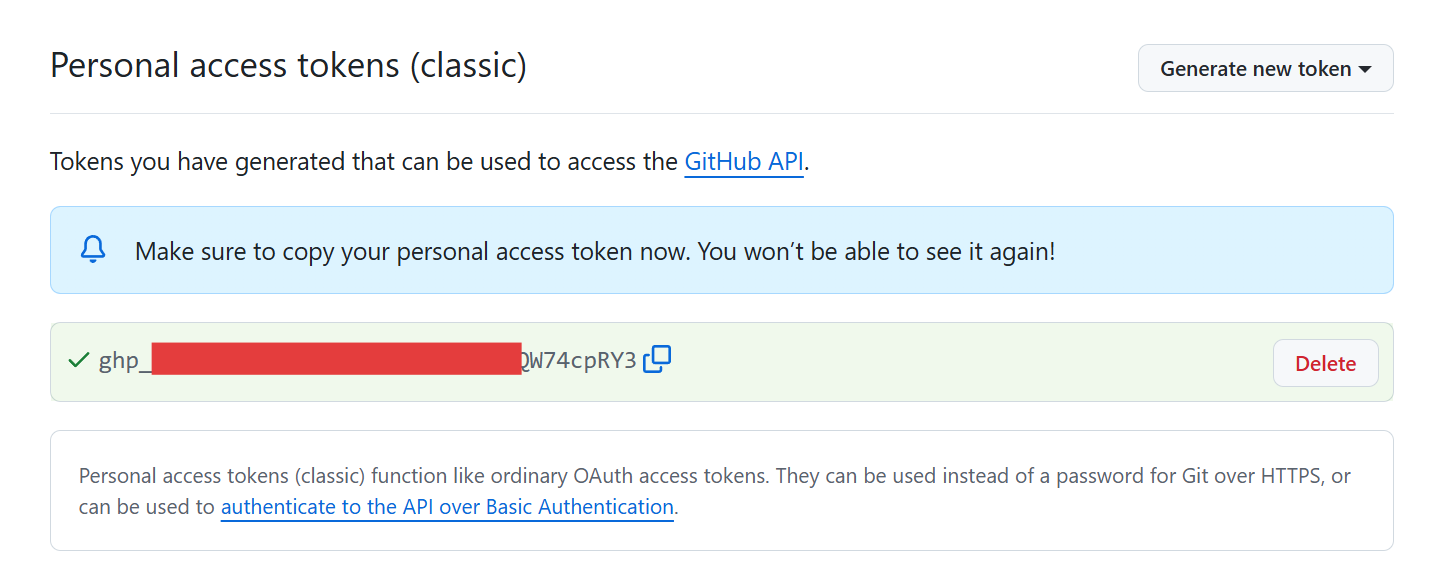 Personal access tokens (classic)
Generate new token
Tokens you have generated that can be used to access the GitHub API.
Make sure to copy your personal access token now. You won’t be able to see it again!
ghp_ QW74cpRY3
Delete
Personal access tokens (classic) function like ordinary OAuth access tokens. They can be used instead of a password for Git over HTTPS, or
can be used to authenticate to the API over Basic Authentication.